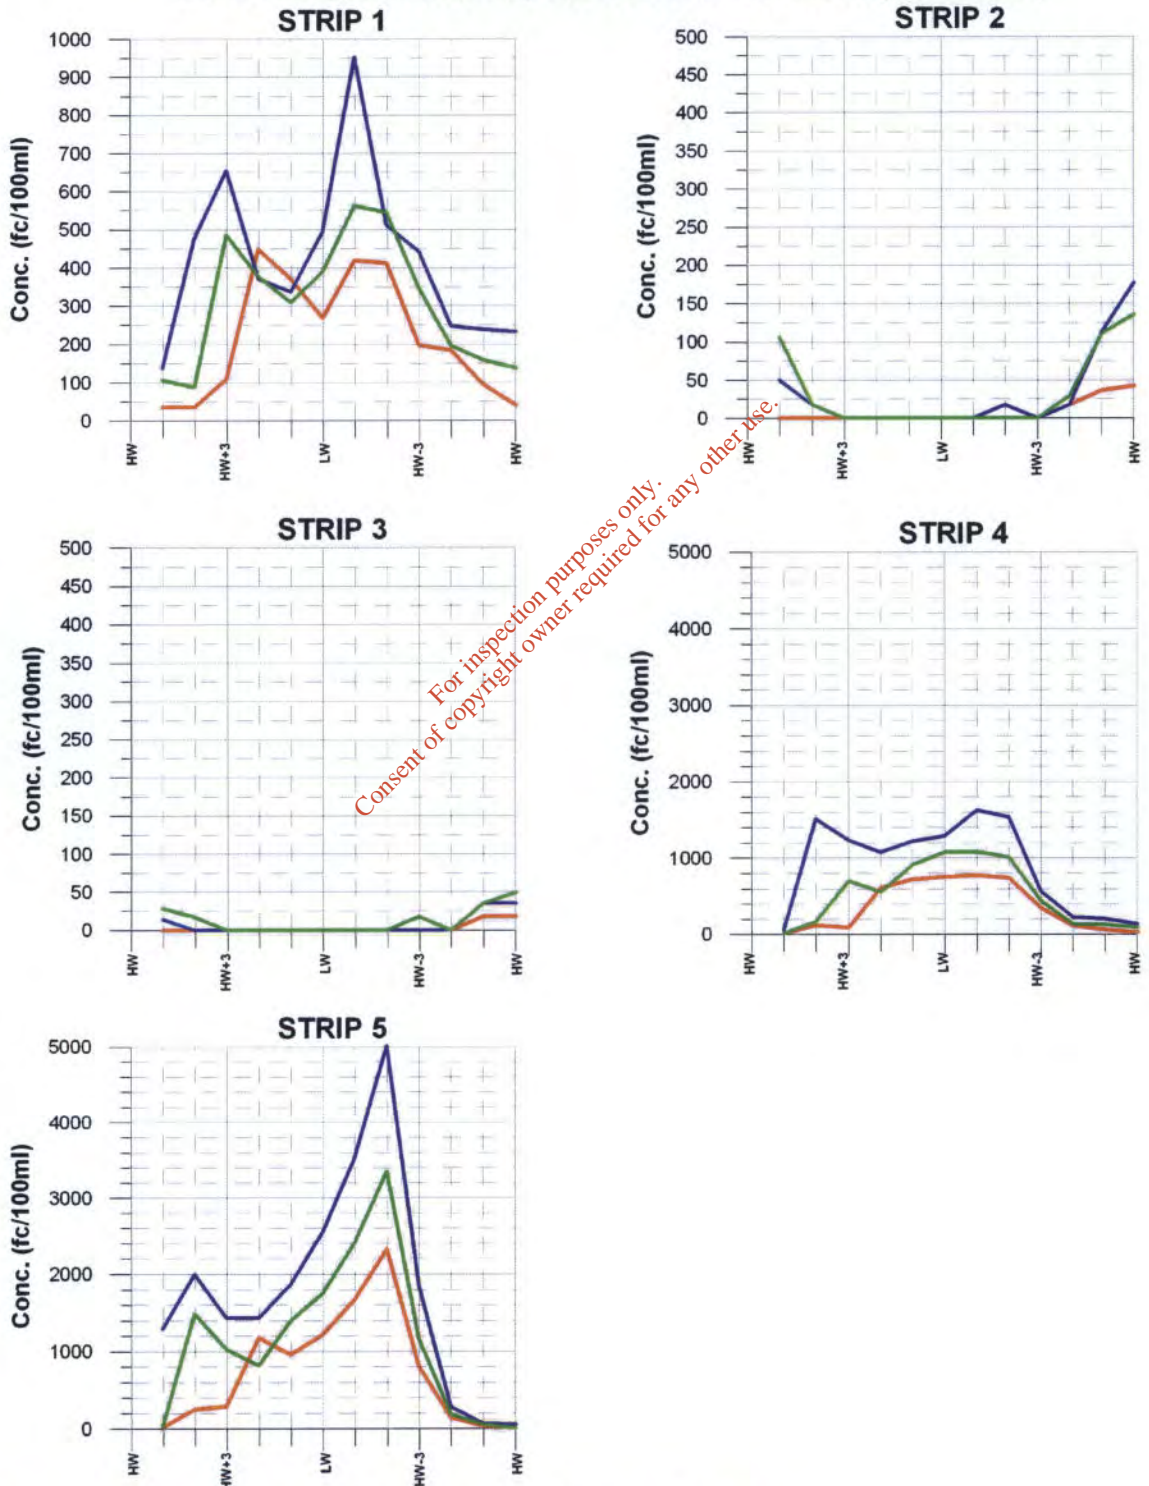 STRIP 1
1000
900
800
700
600
500
400
300
200
100
0
Conc. (fc/100ml)
HW
HW+3
LW
HW-3
HW
STRIP 2
500
450
400
350
300
250
200
150
100
50
0
Conc. (fc/100ml)
HW
HW+3
LW
HW-3
HW
For inspection purposes only.
Consent of copyright owner required for any other use.
STRIP 3
500
450
400
350
300
250
200
150
100
50
0
Conc. (fc/100ml)
HW
HW+3
LW
HW-3
HW
STRIP 4
5000
4000
3000
2000
1000
0
Conc. (fc/100ml)
HW
HW+3
LW
HW-3
HW
STRIP 5
5000
4000
3000
2000
1000
0
Conc. (fc/100ml)
HW
HW+3
LW
HW-3
HW